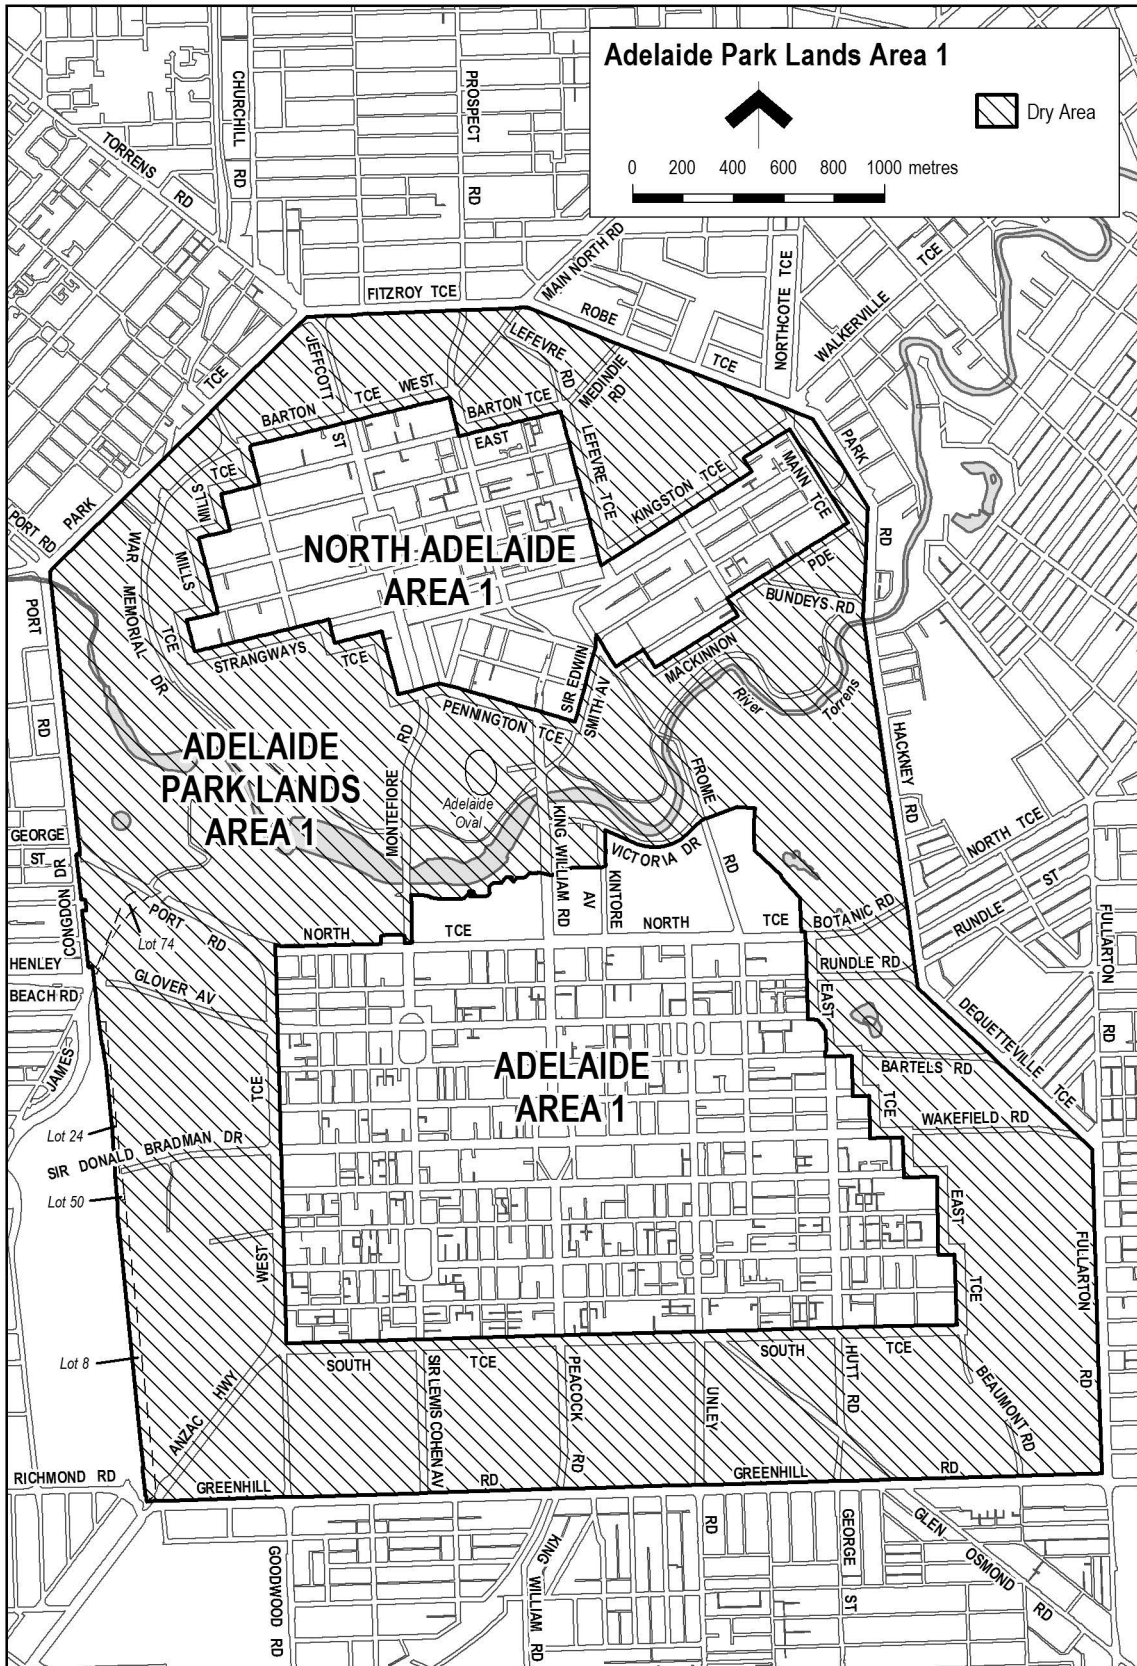 Adelaide Park Lands Area 1
Dry Area
0 200 400 600 800 1000 metres
CHURCHILL RD
PROSPECT RD
TORRENS RD
MAIN NORTH RD
NORTHCOTE TCE
WALKERVILLE TCE
FITZROY TCE
ROBE TCE
JEFFCOTT ST
LEFEVRE RD
MEDINDIE RD
PARK TCE
BARTON TCE WEST
BARTON TCE EAST
LEFEVRE TCE
KINGSTON TCE
MANN TCE
PARK RD
MILLS TCE
PORT RD
WAR MEMORIAL DR
NORTH ADELAIDE
AREA 1
MILLS TCE
PDE
BUNDEYS RD
MACKINNON
STRANGWAYS TCE
SIR EDWIN
SMITH AV
PENNINGTON TCE
River Torrens
PORT RD
ADELAIDE
PARK LANDS
AREA 1
MONTEFIORE RD
Adelaide
Oval
FROME RD
HACKNEY RD
KING WILLIAM RD
VICTORIA DR
KINTORE AV
NORTH TCE
GEORGE
ST
CONGDON DR
PORT RD
Lot 74
NORTH TCE
NORTH TCE
BOTANIC RD
RUNDLE ST
FULLARTON RD
HENLEY
BEACH RD
GLOVER AV
RUNDLE RD
EAST TCE
DEQUETTEVILLE TCE
JAMES
WEST TCE
ADELAIDE
AREA 1
BARTELS RD
WAKEFIELD RD
Lot 24
SIR DONALD BRADMAN DR
Lot 50
EAST TCE
FULLARTON RD
Lot 8
SOUTH TCE
SOUTH TCE
ANZAC HWY
SIR LEWIS COHEN AV
PEACOCK RD
UNLEY
HUTT RD
BEAUMONT RD
RICHMOND RD
GREENHILL RD
GREENHILL RD
GOODWOOD RD
KING WILLIAM RD
RD
GEORGE ST
GLEN OSMOND RD